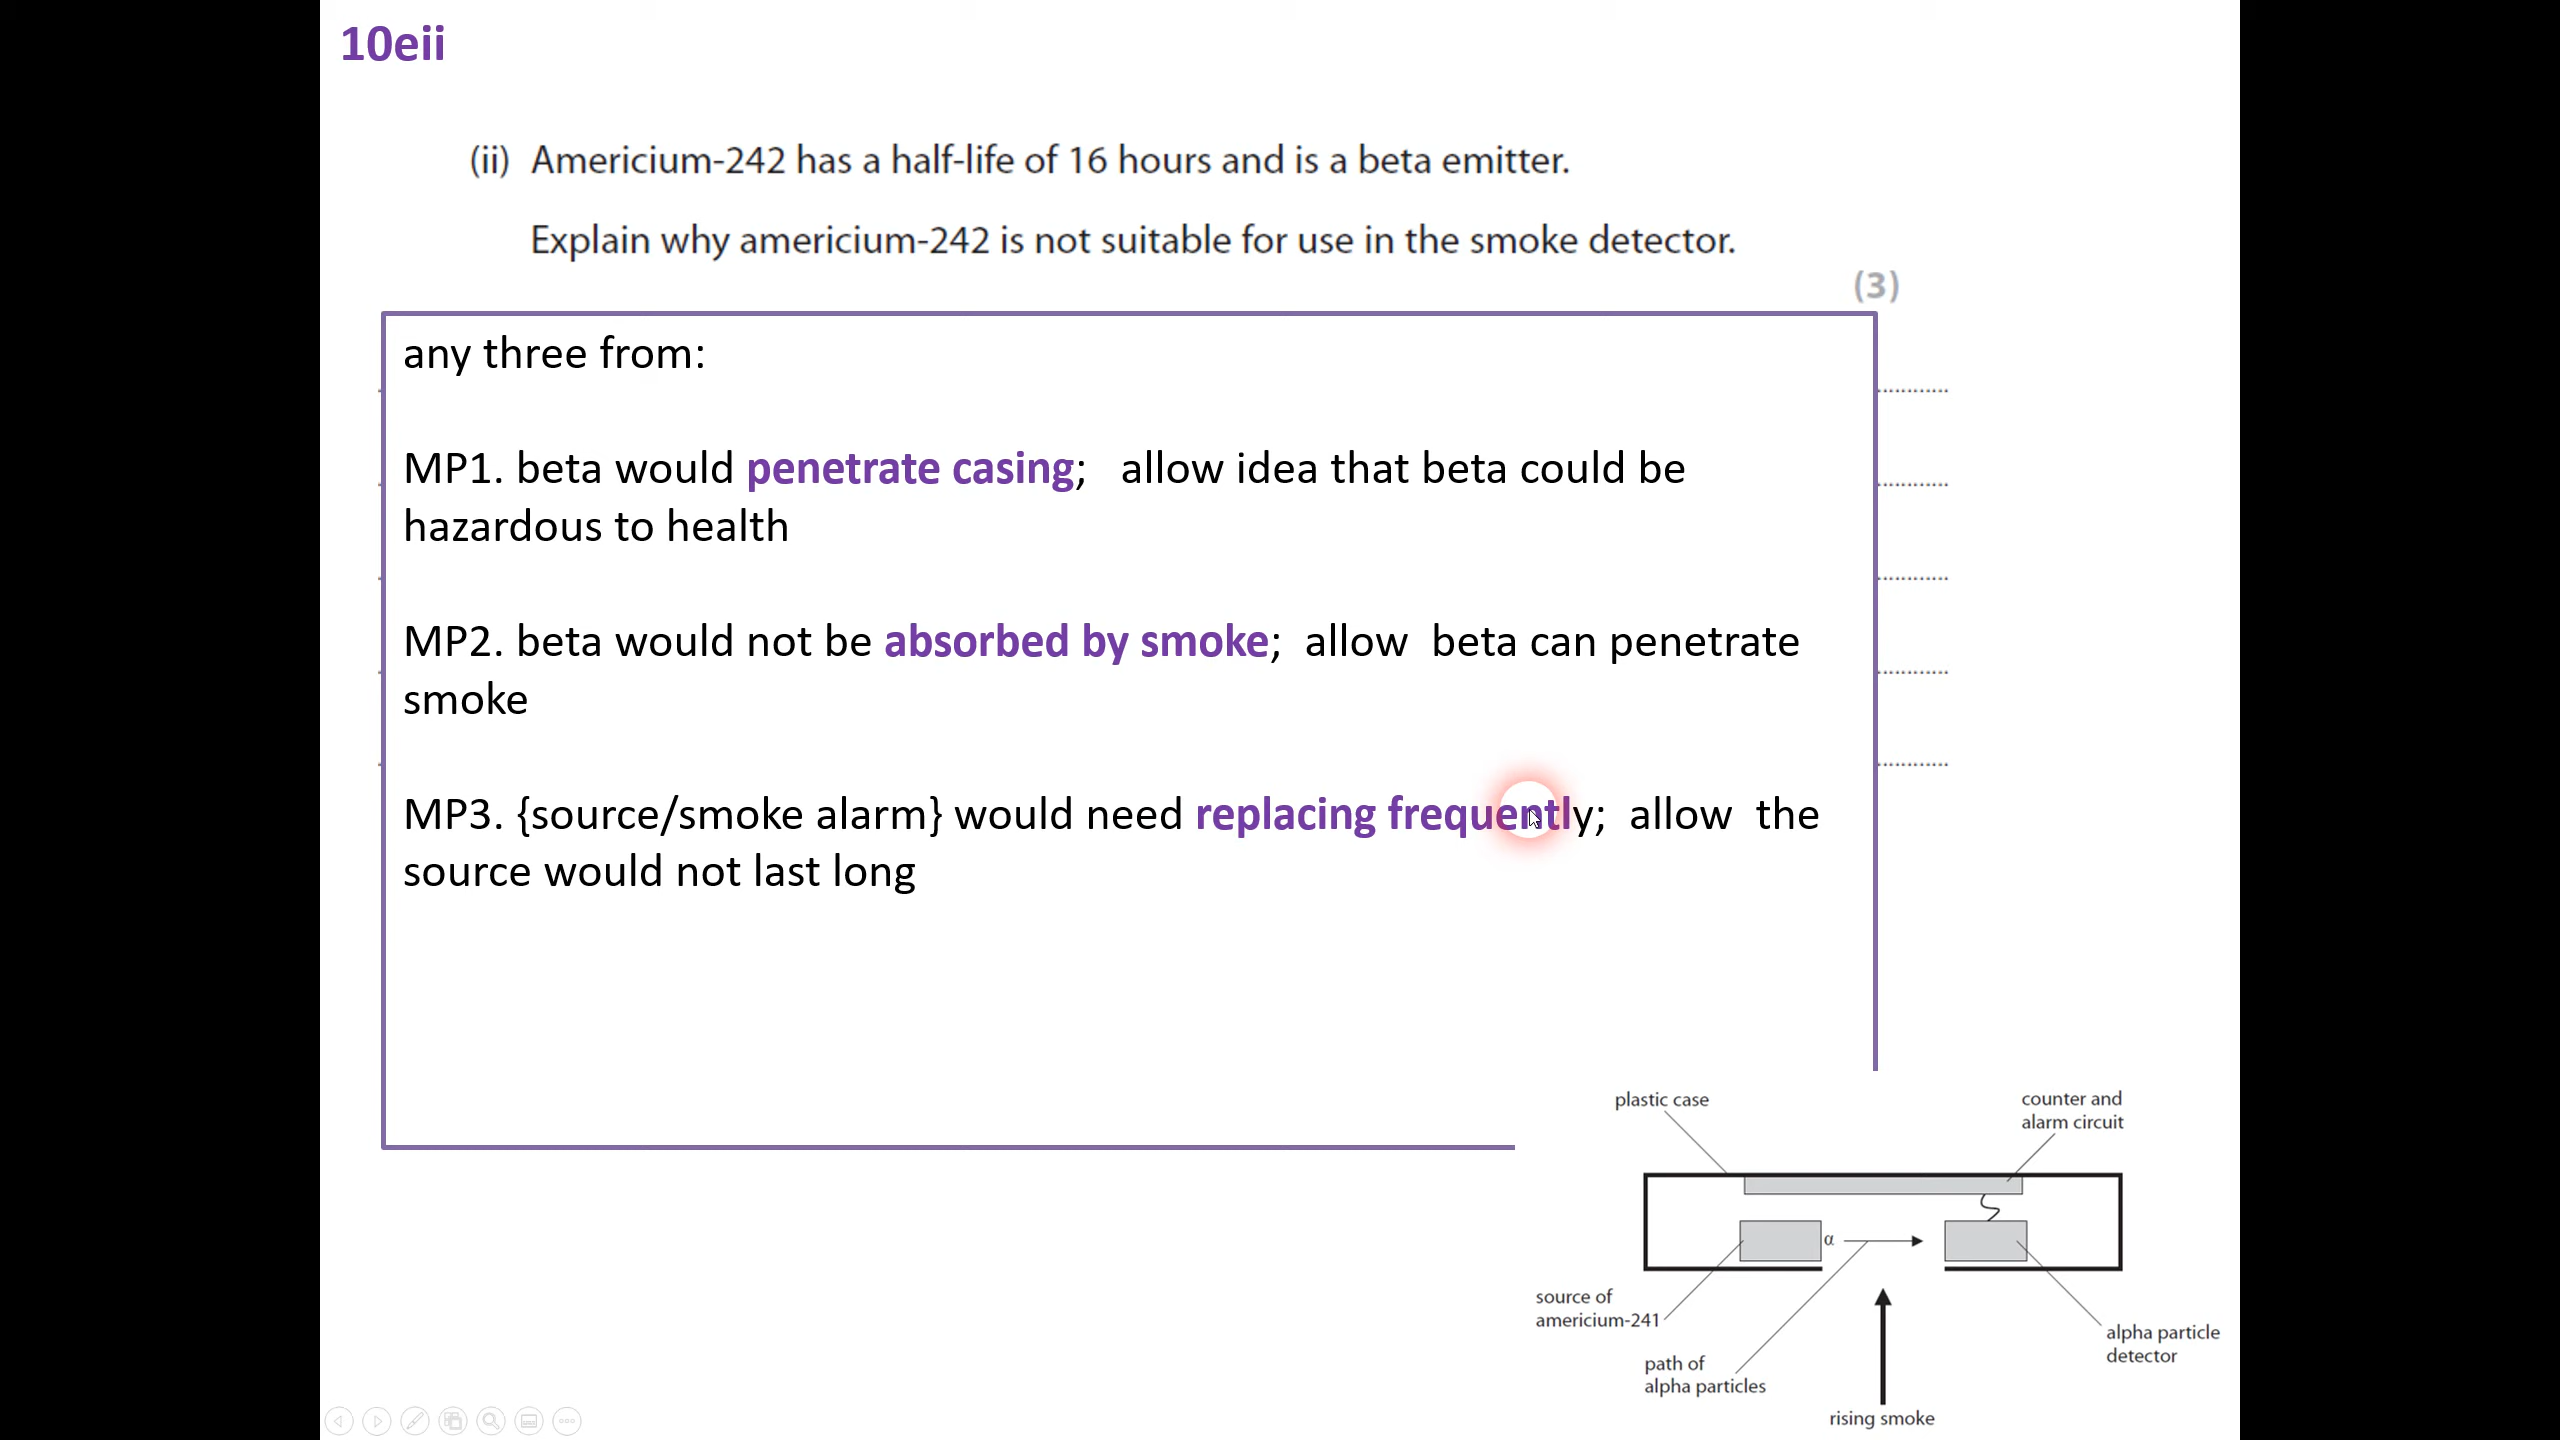 10eii
(ii) Americium-242 has a half-life of 16 hours and is a beta emitter.
Explain why americium-242 is not suitable for use in the smoke detector.
(3)
any three from:
MP1. beta would penetrate casing; allow idea that beta could be
hazardous to health
MP2. beta would not be absorbed by smoke; allow beta can penetrate
smoke
MP3. {source/smoke alarm} would need replacing frequently; allow the
source would not last long
plastic case
counter and
alarm circuit
α
source of
americium-241
path of
alpha particles
alpha particle
detector
rising smoke